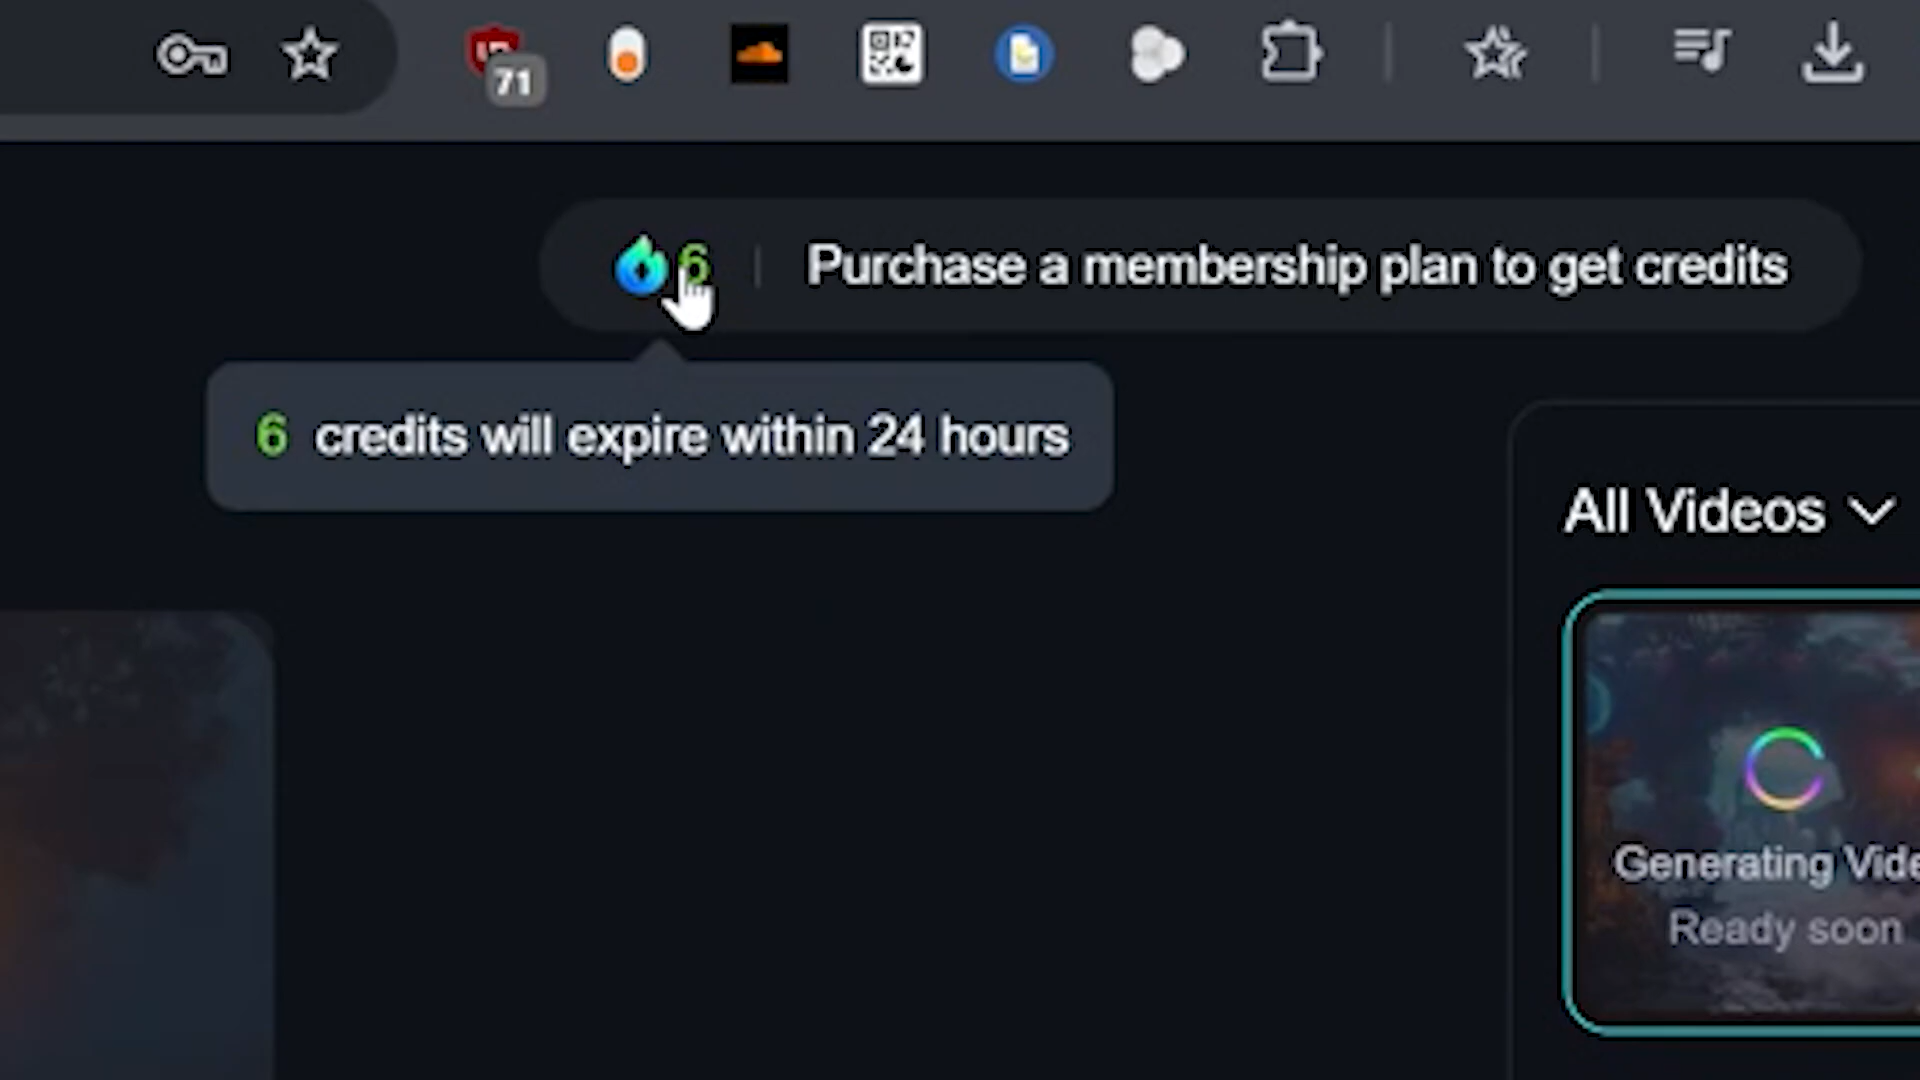 71
6
Purchase a membership plan to get credits
6 credits will expire within 24 hours
All Videos
Generating Vide
Ready soon